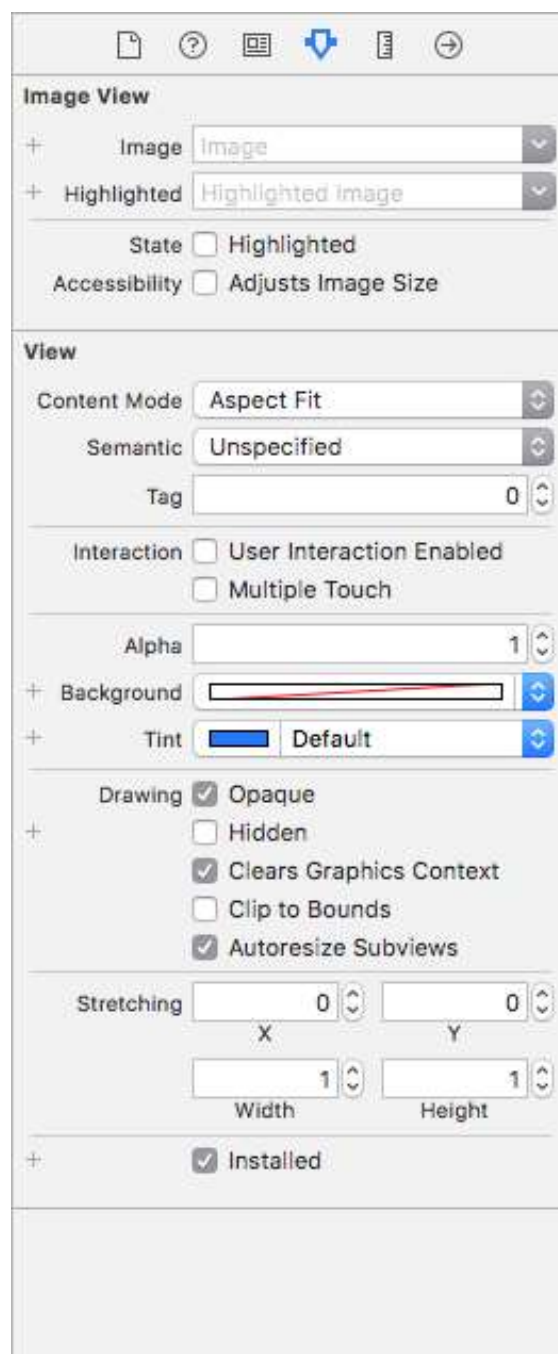 Image View
+ Image Image
+ Highlighted Highlighted Image
State Highlighted
Accessibility Adjusts Image Size
View
Content Mode Aspect Fit
Semantic Unspecified
Tag 0
Interaction User Interaction Enabled
Multiple Touch
Alpha 1
+ Background
+ Tint Default
Drawing Opaque
+ Hidden
Clears Graphics Context
Clip to Bounds
Autoresize Subviews
Stretching 0 0
X Y
1 1
Width Height
+ Installed